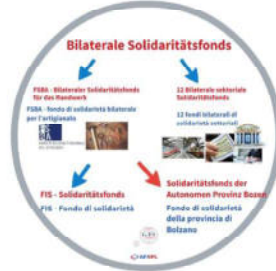 Bilaterale Solidaritätsfonds
FSBA - Bilateraler Solidaritätsfonds
für das Handwerk
FSBA - fondo di solidarietà bilaterale
per l'artigianato
12 Bilaterale sektoriale
Solidaritätsfonds
12 fondi bilaterali di
solidarietà settoriali
FIS - Solidaritätsfonds
FIS - Fondo di solidarietà
Solidaritätsfonds der
Autonomen Provinz Bozen
Fondo di solidarietà
della provincia di
Bolzano